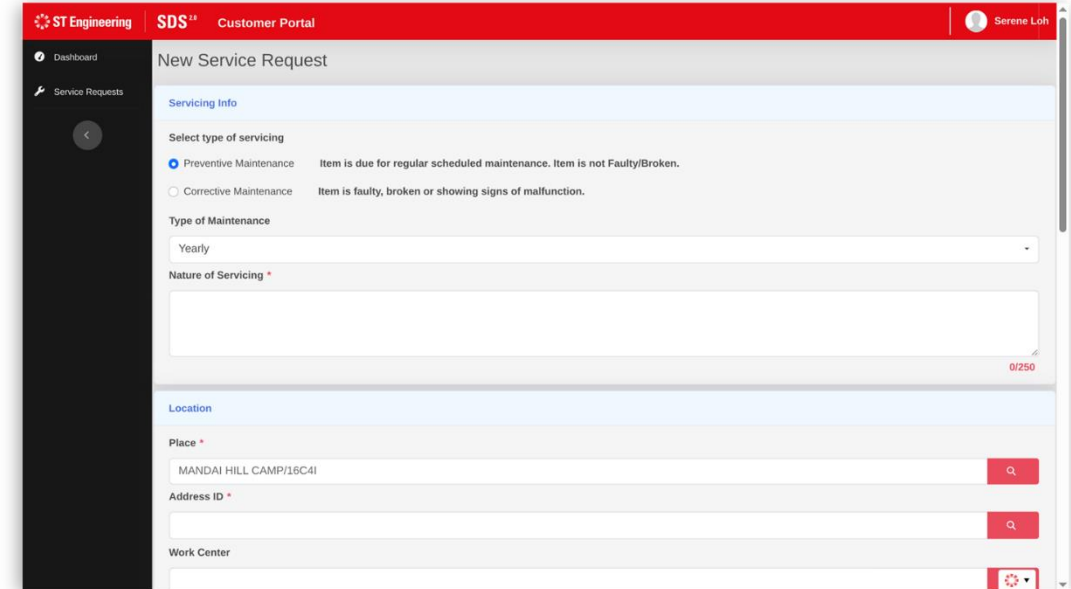 ST Engineering SDS 2.0 Customer Portal Serene Loh
Dashboard
Service Requests
New Service Request
Servicing Info
Select type of servicing
Preventive Maintenance Item is due for regular scheduled maintenance. Item is not Faulty/Broken.
Corrective Maintenance Item is faulty, broken or showing signs of malfunction.
Type of Maintenance
Yearly
Nature of Servicing *
0/250
Location
Place *
MANDAI HILL CAMP/16C4I
Address ID *
Work Center